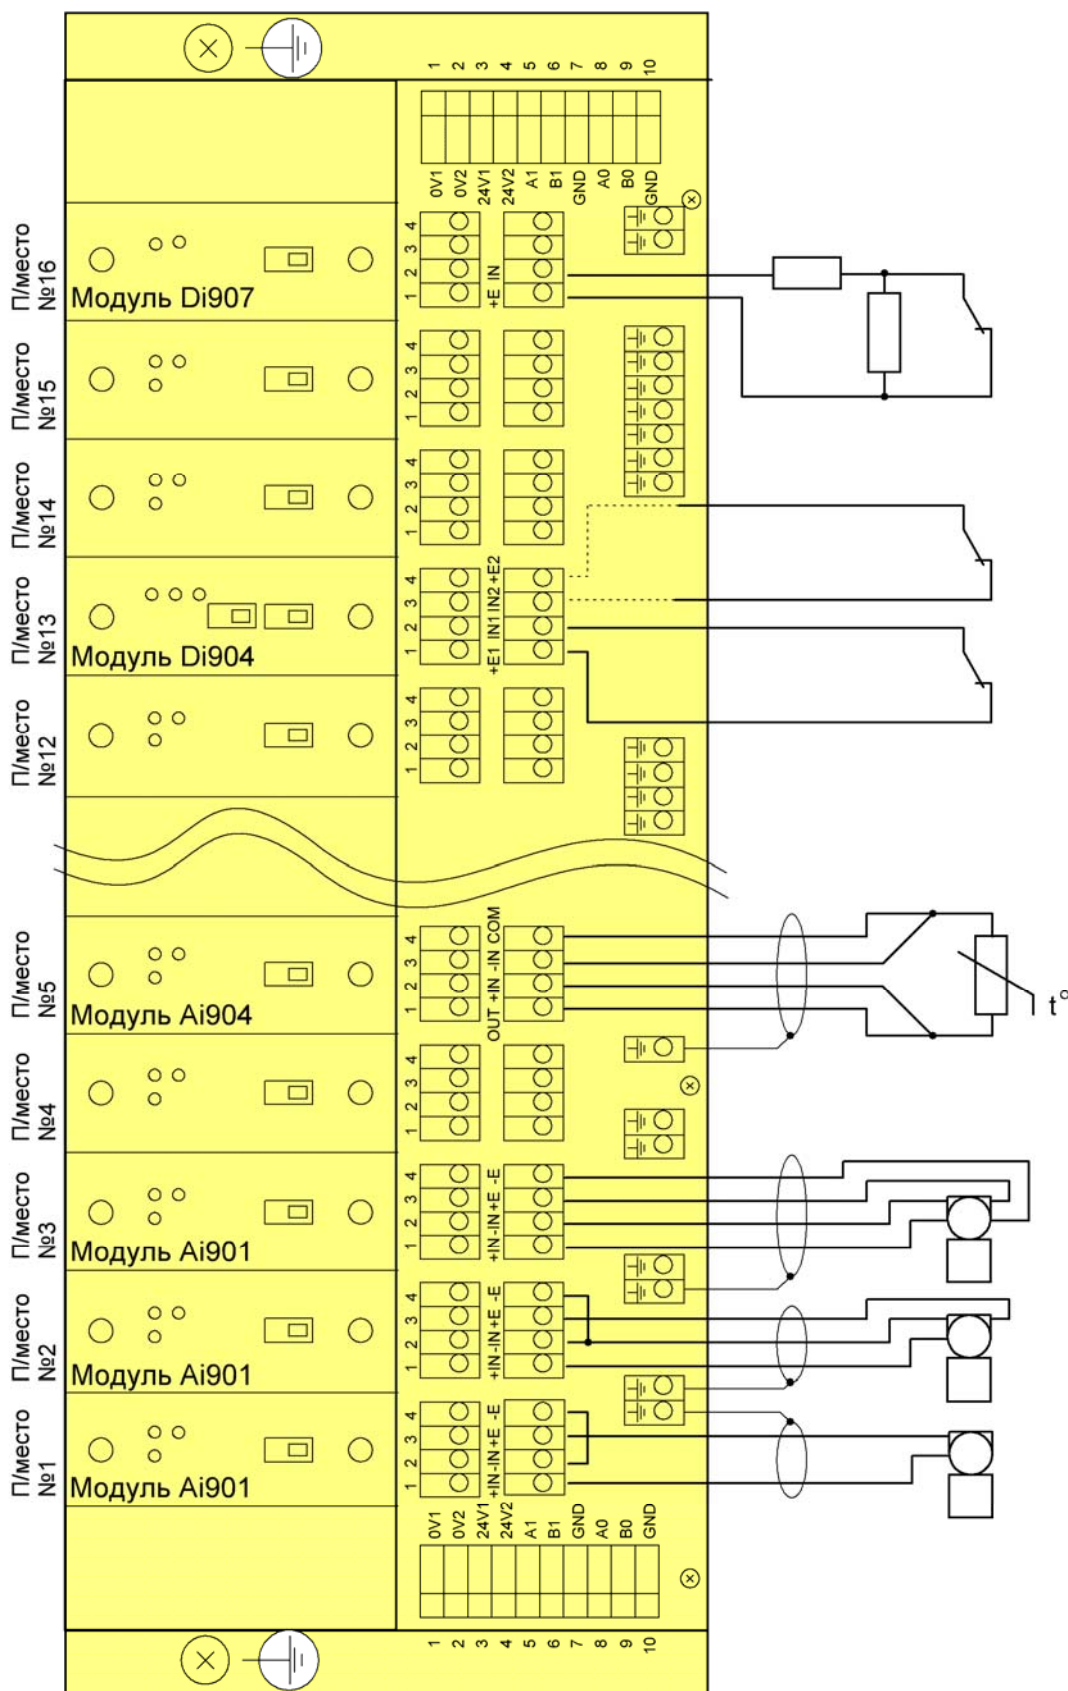 1 2 3 4 5 6 7 8 9 10
0V1 0V2 24V1 24V2 A1 B1 GND A0 B0 GND
П/место
№16
Модуль Di907
1 2 3 4
+E IN
П/место
№15
1 2 3 4
П/место
№14
1 2 3 4
П/место
№13
Модуль Di904
1 2 3 4
+E1 IN1 IN2 +E2
П/место
№12
1 2 3 4
П/место
№5
Модуль Ai904
1 2 3 4
OUT +IN -IN COM
t°
П/место
№4
1 2 3 4
П/место
№3
Модуль Ai901
1 2 3 4
+IN -IN +E -E
П/место
№2
Модуль Ai901
1 2 3 4
+IN -IN +E -E
П/место
№1
Модуль Ai901
1 2 3 4
+IN -IN +E -E
0V1 0V2 24V1 24V2 A1 B1 GND A0 B0 GND
1 2 3 4 5 6 7 8 9 10